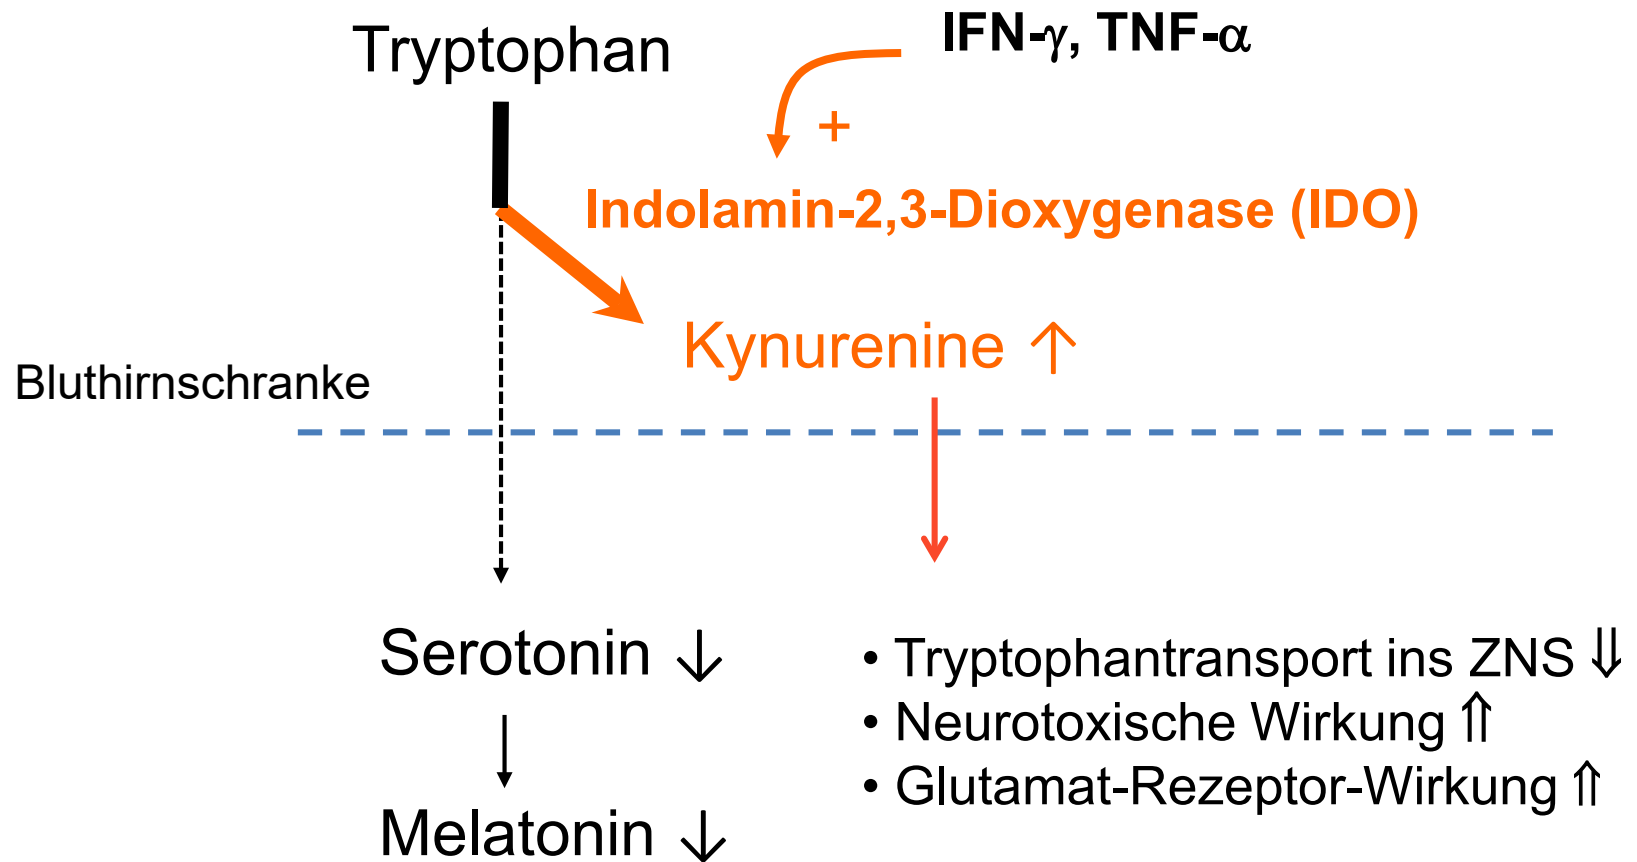 Tryptophan
IFN-γ, TNF-α
+
Indolamin-2,3-Dioxygenase (IDO)
Kynurenine ↑
Bluthirnschranke
Serotonin ↓
Melatonin ↓
• Tryptophantransport ins ZNS ⇓
• Neurotoxische Wirkung ⇑
• Glutamat-Rezeptor-Wirkung ⇑